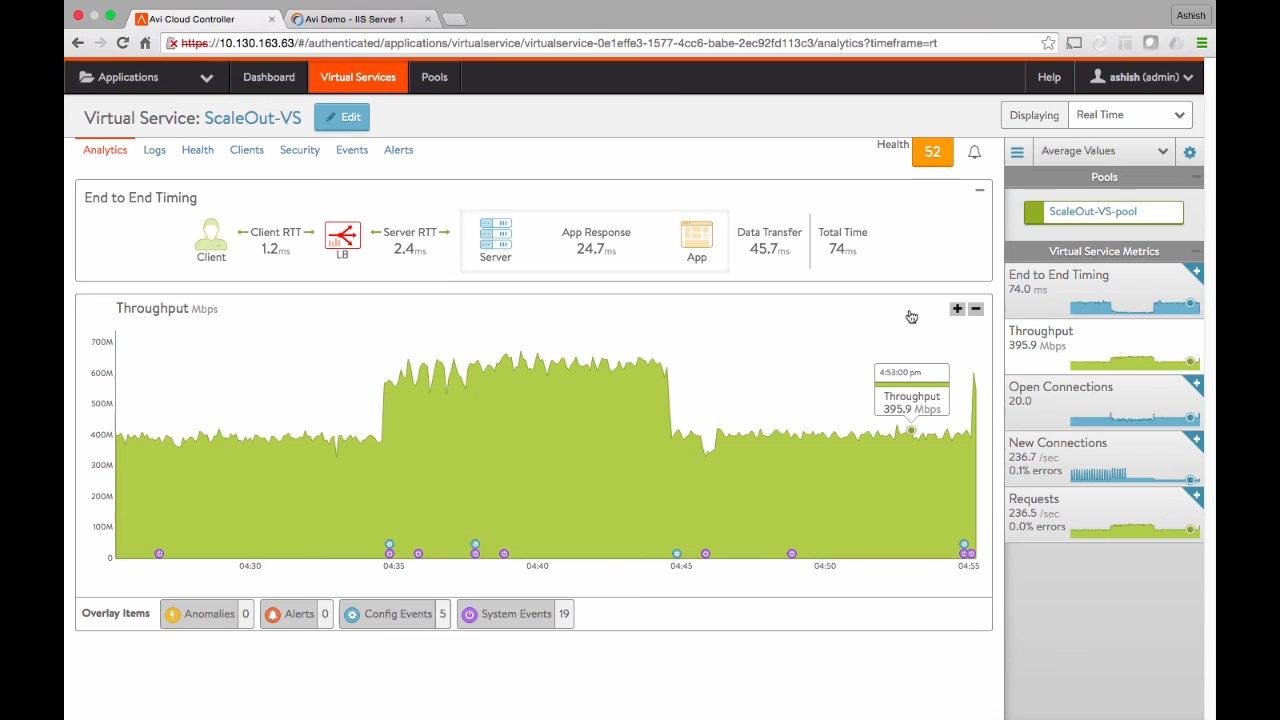 Avi Cloud Controller
Avi Demo - IIS Server 1
Ashish
https://10.130.163.63/#/authenticated/applications/virtualservice/virtualservice-0e1effe3-1577-4cc6-babe-2ec92fd113c3/analytics?timeframe=rt
Applications
Dashboard
Virtual Services
Pools
Help
ashish (admin)
Virtual Service: ScaleOut-VS
Edit
Displaying
Real Time
Analytics
Logs
Health
Clients
Security
Events
Alerts
Health
52
Average Values
Pools
ScaleOut-VS-pool
Virtual Service Metrics
End to End Timing
74.0 ms
Throughput
395.9 Mbps
Open Connections
20.0
New Connections
236.7 /sec
0.1% errors
Requests
236.5 /sec
0.0% errors
End to End Timing
Client
Client RTT
1.2ms
LB
Server RTT
2.4ms
Server
App Response
24.7ms
App
Data Transfer
45.7ms
Total Time
74ms
Throughput Mbps
700M
600M
500M
400M
300M
200M
100M
0
4:53:00 pm
Throughput
395.9 Mbps
04:30
04:35
04:40
04:45
04:50
04:55
Overlay Items
Anomalies 0
Alerts 0
Config Events 5
System Events 19